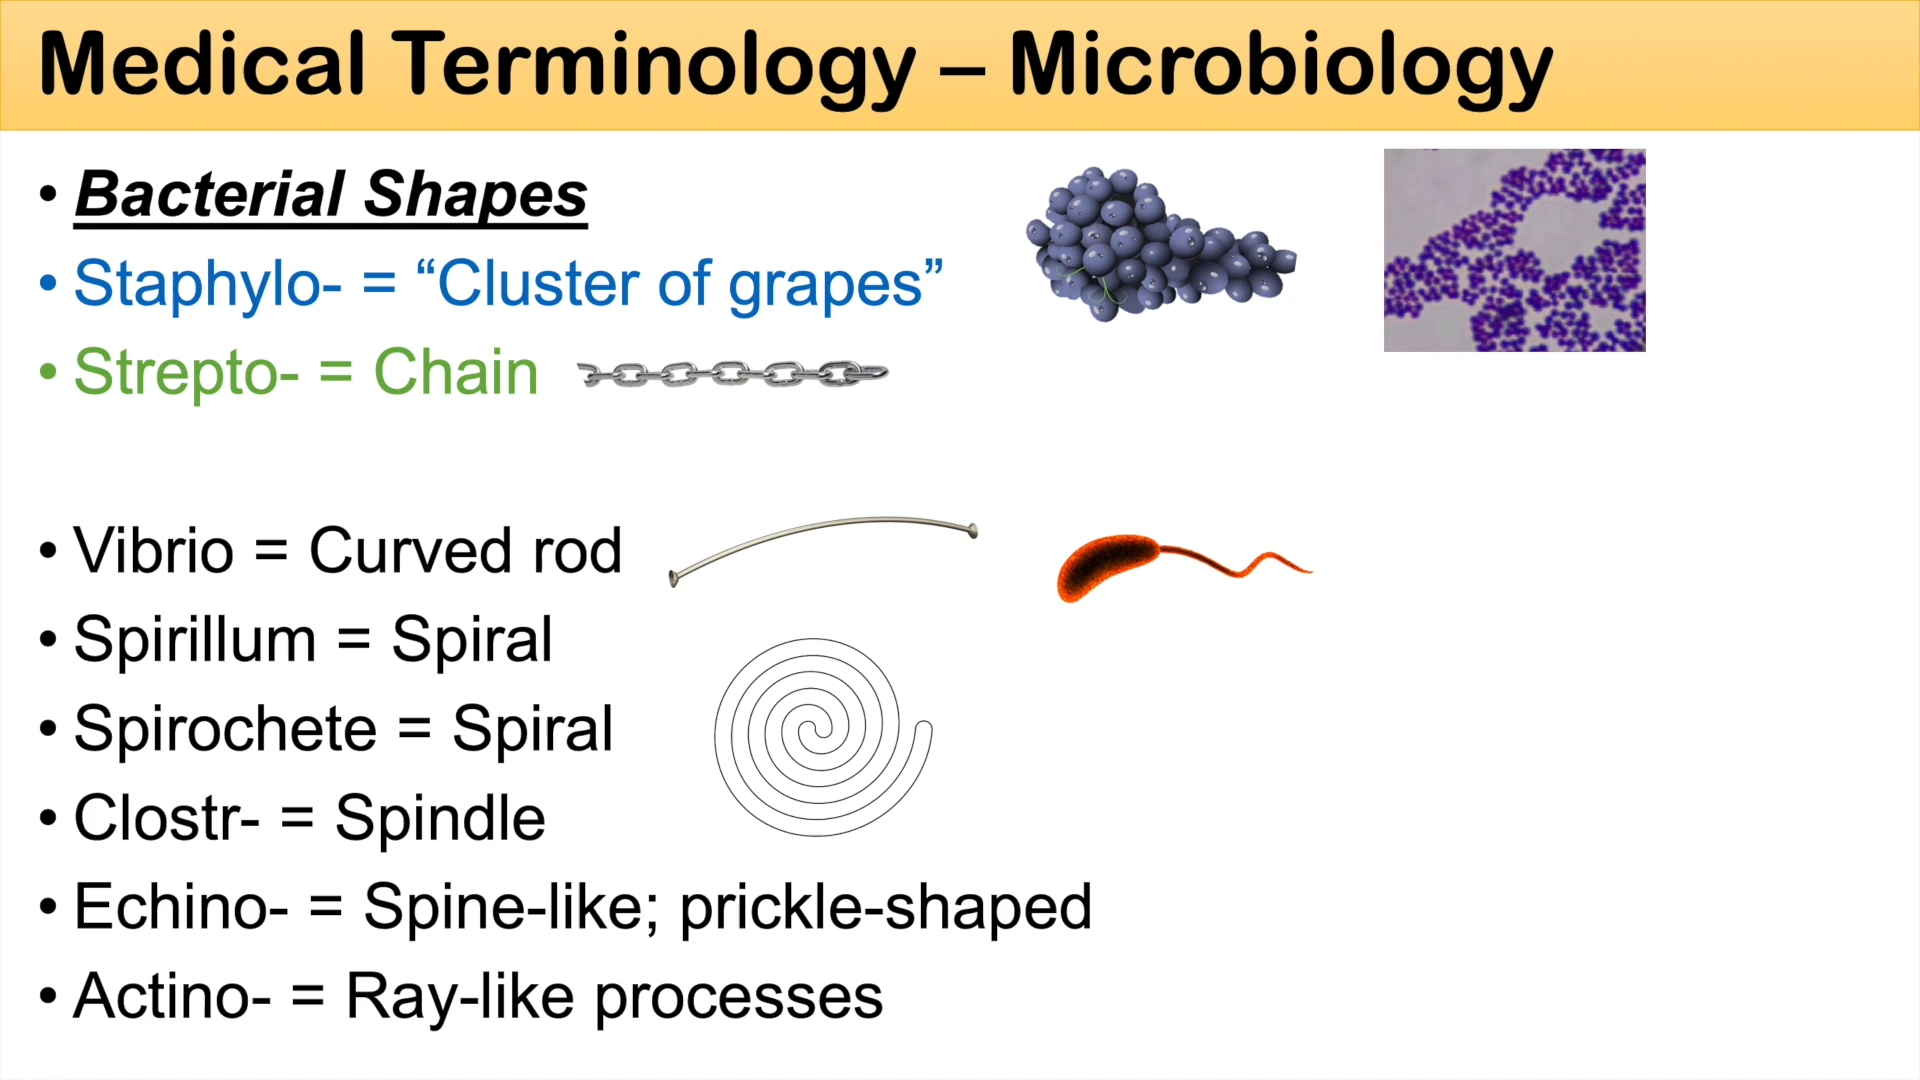 Medical Terminology – Microbiology
• Bacterial Shapes
• Staphylo- = “Cluster of grapes”
• Strepto- = Chain
• Vibrio = Curved rod
• Spirillum = Spiral
• Spirochete = Spiral
• Clostr- = Spindle
• Echino- = Spine-like; prickle-shaped
• Actino- = Ray-like processes